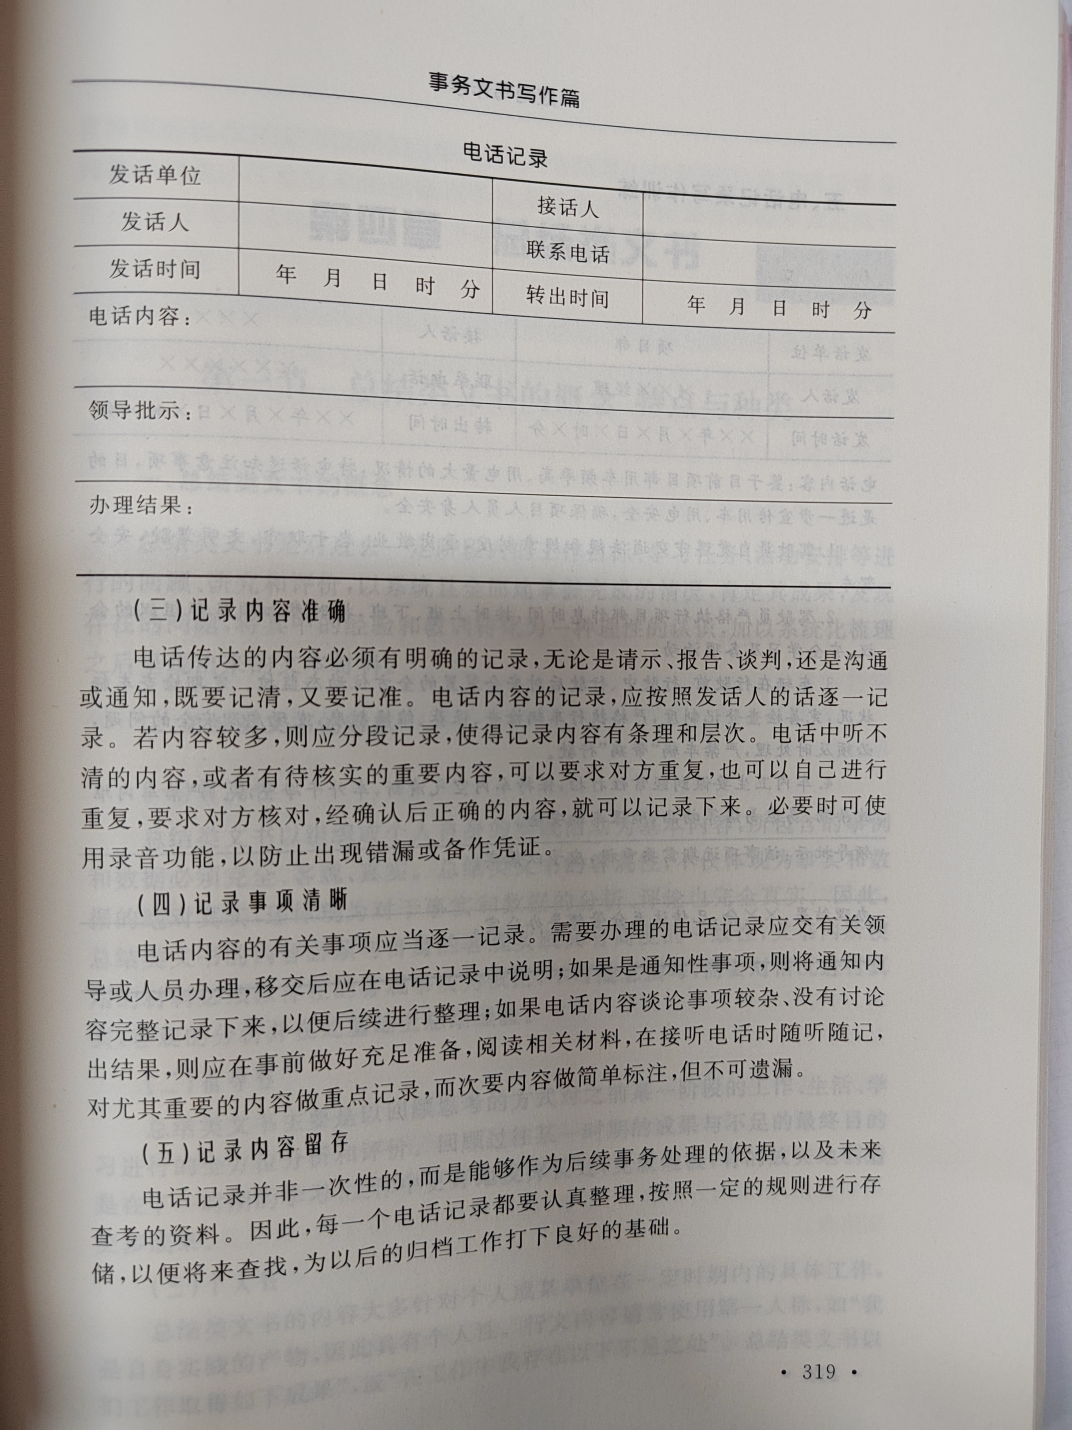 事务文书写作篇
电话记录
发话单位 接话人
发话人 联系电话
发话时间 年 月 日 时 分 转出时间 年 月 日 时 分
电话内容：
领导批示：
办理结果：
(三)记录内容准确
电话传达的内容必须有明确的记录,无论是请示、报告、谈判,还是沟通
或通知,既要记清,又要记准。电话内容的记录,应按照发话人的话逐一记
录。若内容较多,则应分段记录,使得记录内容有条理和层次。电话中听不
清的内容,或者有待核实的重要内容,可以要求对方重复,也可以自己进行
重复,要求对方核对,经确认后正确的内容,就可以记录下来。必要时可使
用录音功能,以防止出现错漏或备作凭证。
(四)记录事项清晰
电话内容的有关事项应当逐一记录。需要办理的电话记录应交有关领
导或人员办理,移交后应在电话记录中说明;如果是通知性事项,则将通知内
容完整记录下来,以便后续进行整理;如果电话内容谈论事项较杂、没有讨论
出结果,则应在事前做好充足准备,阅读相关材料,在接听电话时随听随记,
对尤其重要的内容做重点记录,而次要内容做简单标注,但不可遗漏。
(五)记录内容留存
电话记录并非一次性的,而是能够作为后续事务处理的依据,以及未来
查考的资料。因此,每一个电话记录都要认真整理,按照一定的规则进行存
储,以便将来查找,为以后的归档工作打下良好的基础。
· 319 ·